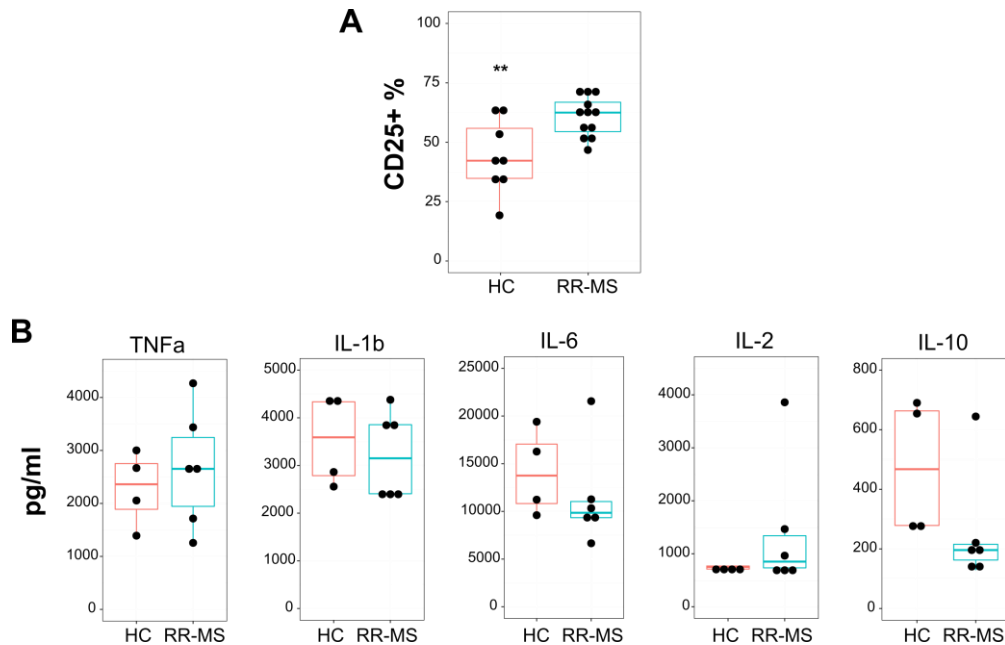 A
CD25+ %
100
75
50
25
0
**
HC RR-MS
B
pg/ml
TNFa
4000
3000
2000
1000
0
HC RR-MS
IL-1b
5000
4000
3000
2000
1000
0
HC RR-MS
IL-6
25000
20000
15000
10000
5000
0
HC RR-MS
IL-2
4000
3000
2000
1000
0
HC RR-MS
IL-10
800
600
400
200
0
HC RR-MS